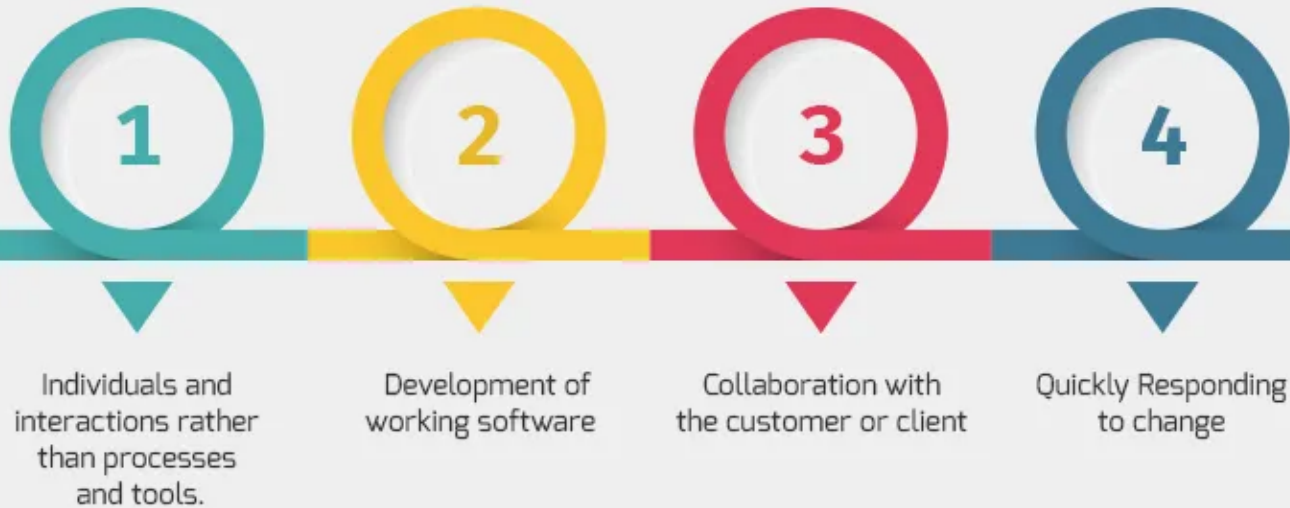 1
2
3
4
Individuals and
interactions rather
than processes
and tools.
Development of
working software
Collaboration with
the customer or client
Quickly Responding
to change